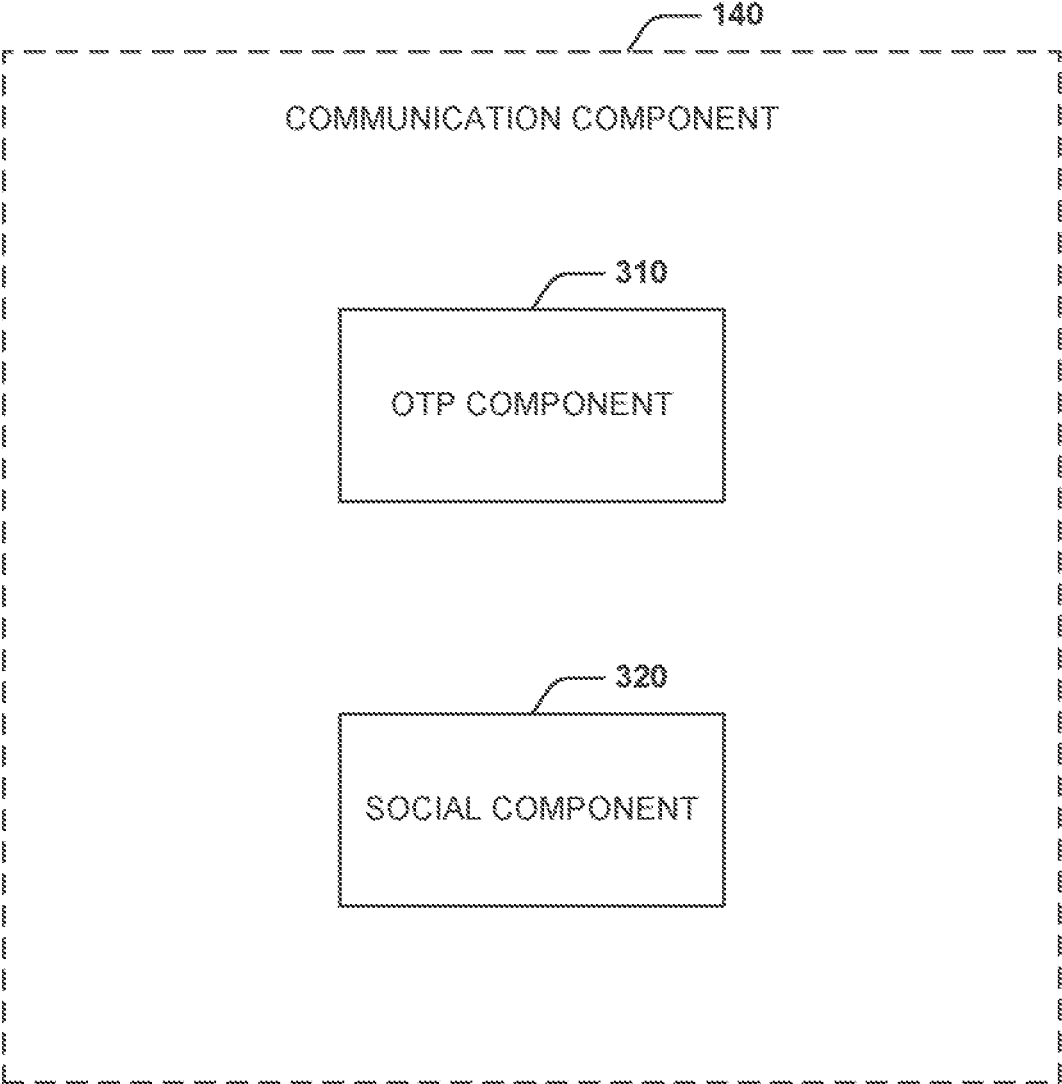 140
COMMUNICATION COMPONENT
310
OTP COMPONENT
320
SOCIAL COMPONENT